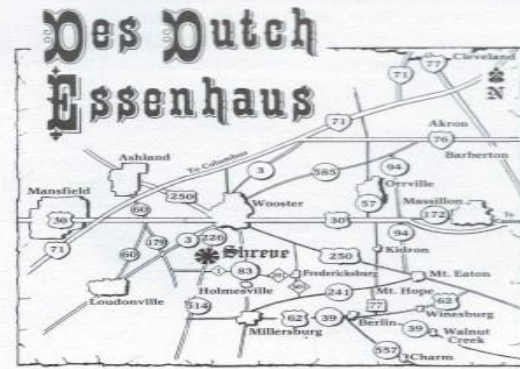 Des Dutch
Essenhaus
Cleveland
77
71
N
71
Akron
76
Barberton
To Columbus
Ashland
3
585
94
Mansfield
250
Orrville
Massillon
60
Wooster
57
30
30
172
To
94
71
179
3
226
Shreve
250
Kidron
60
1
83
Fredericksburg
Mt. Eaton
Loudonville
Holmesville
241
Mt. Hope
514
77
62
Winesburg
62
39
Berlin
Millersburg
39
Walnut
Creek
557
Charm